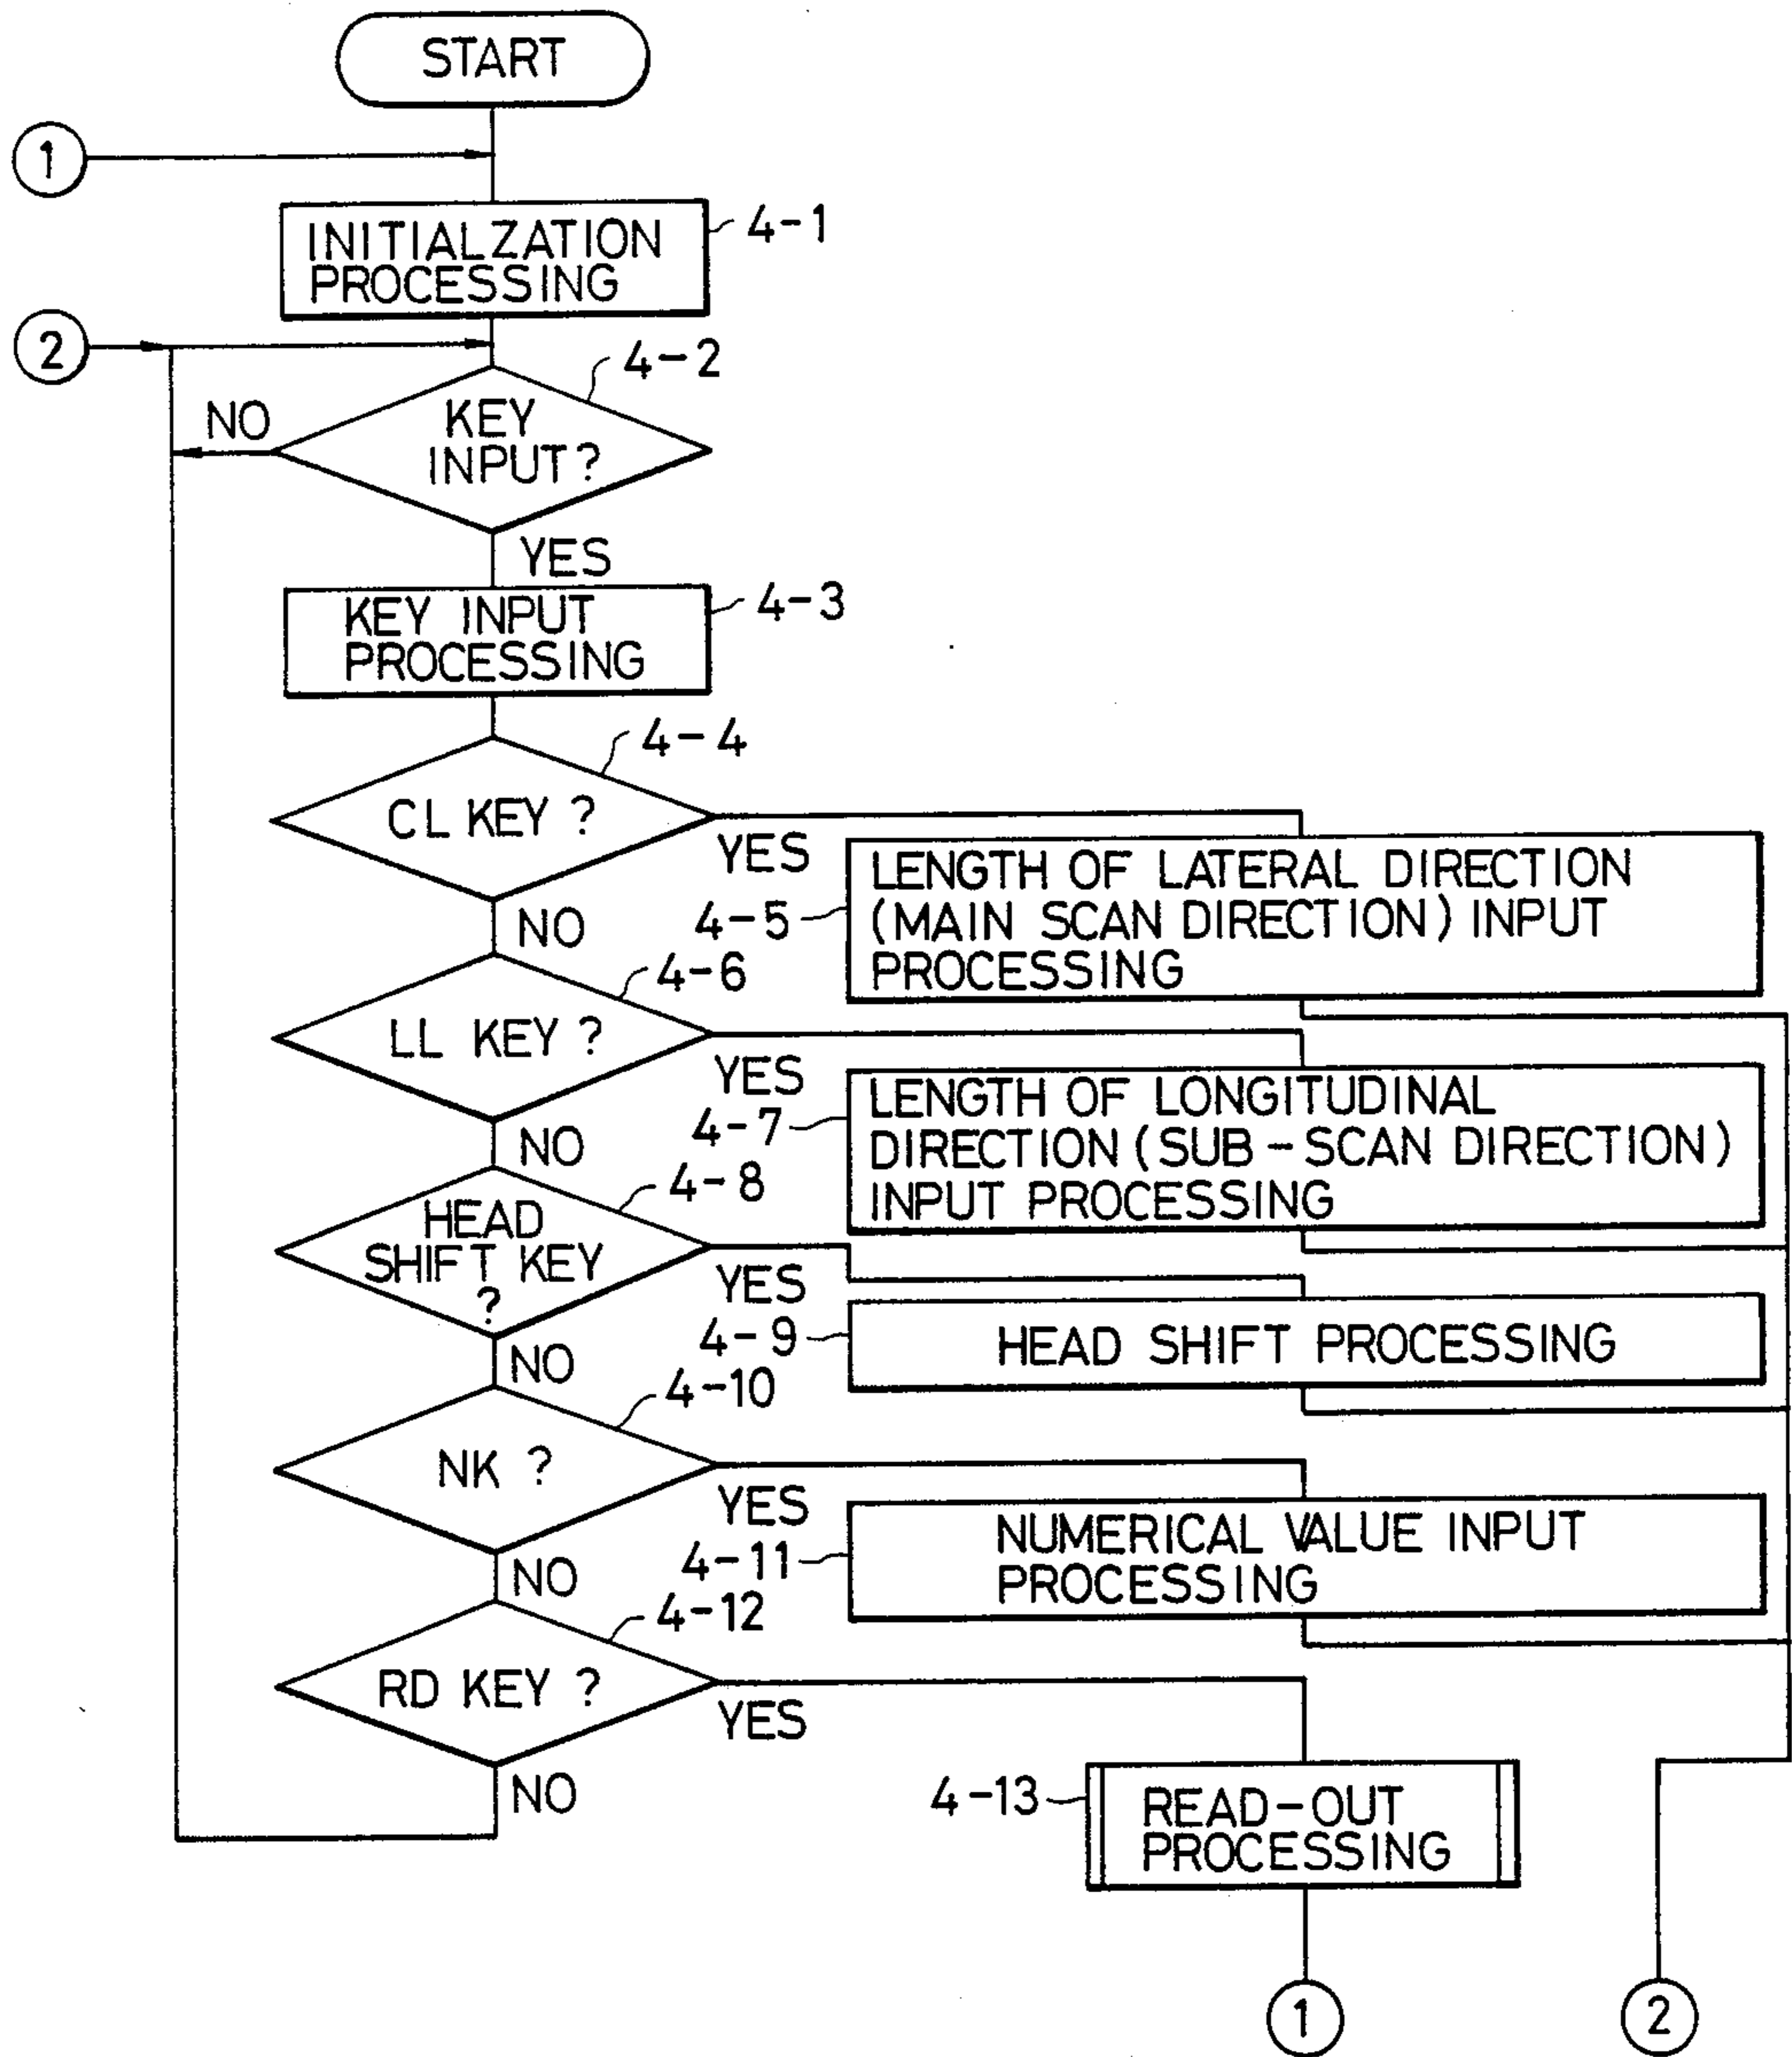 START
1
INITIALZATION
PROCESSING
4-1
2
4-2
KEY
INPUT?
NO
YES
KEY INPUT
PROCESSING
4-3
4-4
CL KEY ?
YES
NO
4-5
LENGTH OF LATERAL DIRECTION
(MAIN SCAN DIRECTION) INPUT
PROCESSING
4-6
LL KEY ?
YES
NO
4-7
LENGTH OF LONGITUDINAL
DIRECTION (SUB-SCAN DIRECTION)
INPUT PROCESSING
4-8
HEAD
SHIFT KEY
?
YES
NO
4-9
HEAD SHIFT PROCESSING
4-10
NK ?
YES
NO
4-11
NUMERICAL VALUE INPUT
PROCESSING
4-12
RD KEY ?
YES
NO
4-13
READ-OUT
PROCESSING
1
2